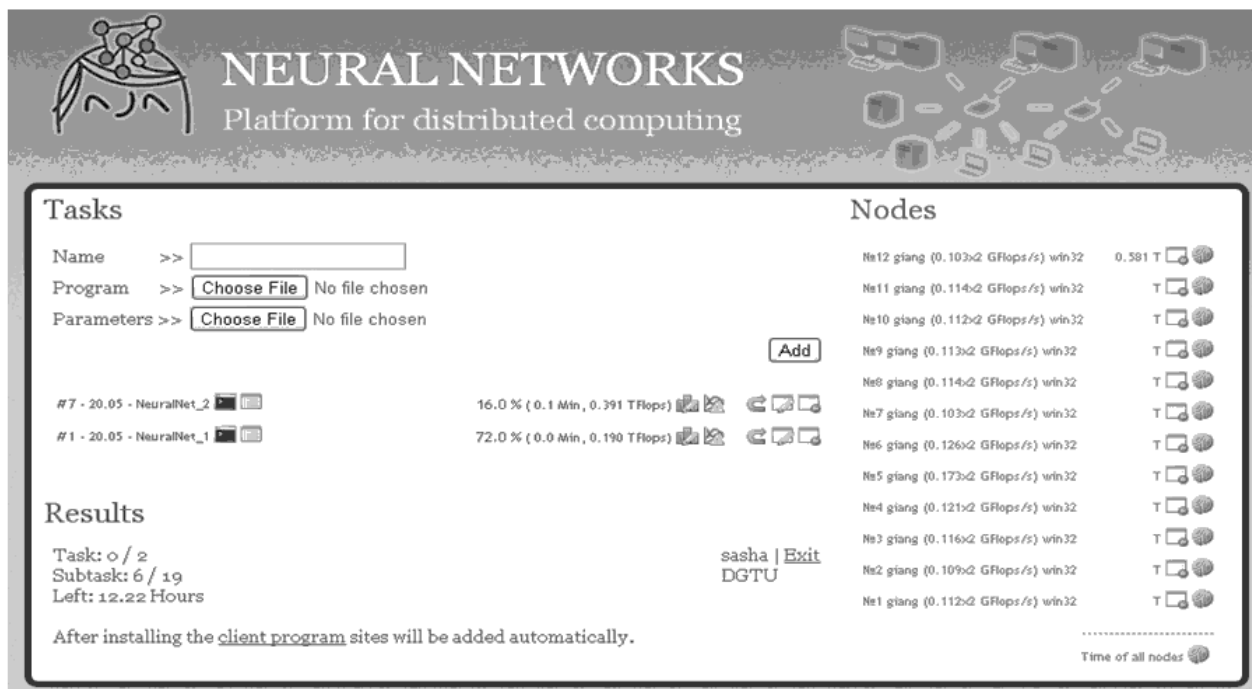 NEURAL NETWORKS
Platform for distributed computing
Tasks
Name >>
Program >> Choose File No file chosen
Parameters >> Choose File No file chosen
Add
#7 - 20.05 - NeuralNet_2 16.0 % ( 0.1 Min, 0.391 TFlops)
#1 - 20.05 - NeuralNet_1 72.0 % ( 0.0 Min, 0.190 TFlops)
Results
Task: 0 / 2
Subtask: 6 / 19
Left: 12.22 Hours
sasha | Exit
DGTU
After installing the client program sites will be added automatically.
Nodes
№12 giang (0.103x2 GFlops/s) win32 0.581 T
№11 giang (0.114x2 GFlops/s) win32 T
№10 giang (0.112x2 GFlops/s) win32 T
№9 giang (0.113x2 GFlops/s) win32 T
№8 giang (0.114x2 GFlops/s) win32 T
№7 giang (0.103x2 GFlops/s) win32 T
№6 giang (0.126x2 GFlops/s) win32 T
№5 giang (0.173x2 GFlops/s) win32 T
№4 giang (0.121x2 GFlops/s) win32 T
№3 giang (0.116x2 GFlops/s) win32 T
№2 giang (0.109x2 GFlops/s) win32 T
№1 giang (0.112x2 GFlops/s) win32 T
Time of all nodes